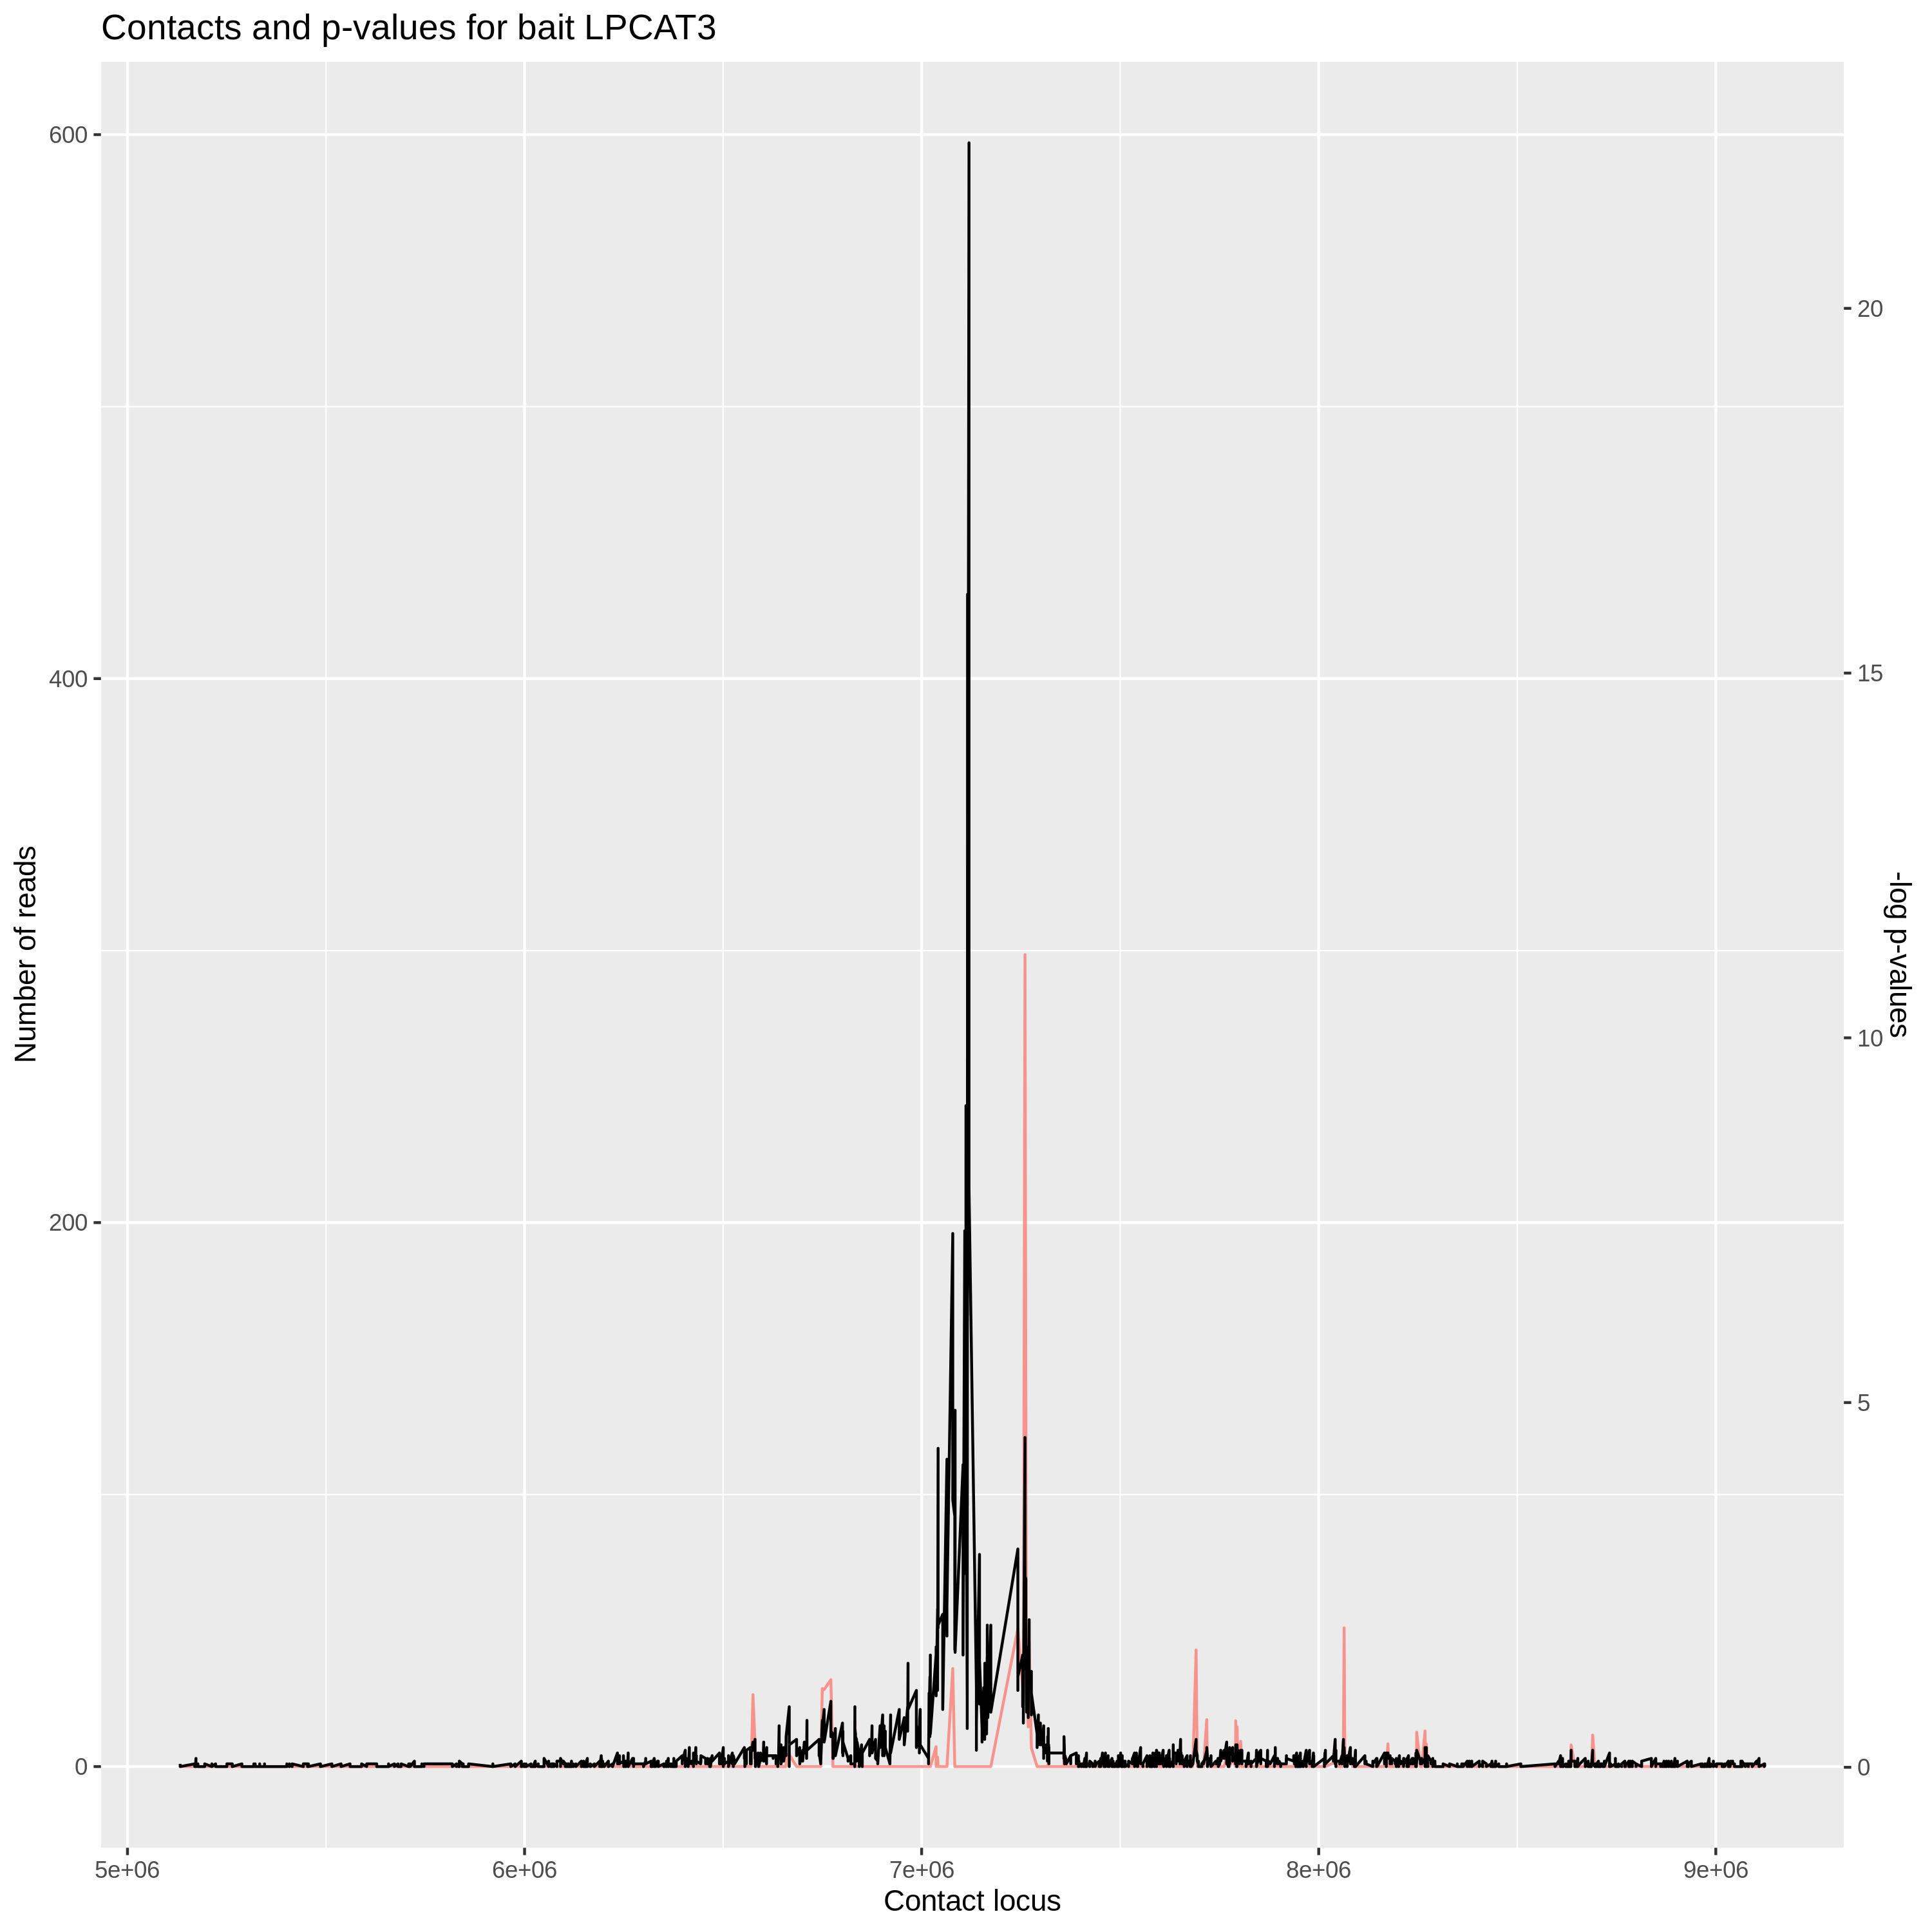 Contacts and p-values for bait LPCAT3
600
400
200
0
Number of reads
20
15
10
5
0
-log p-values
5e+06
6e+06
7e+06
8e+06
9e+06
Contact locus